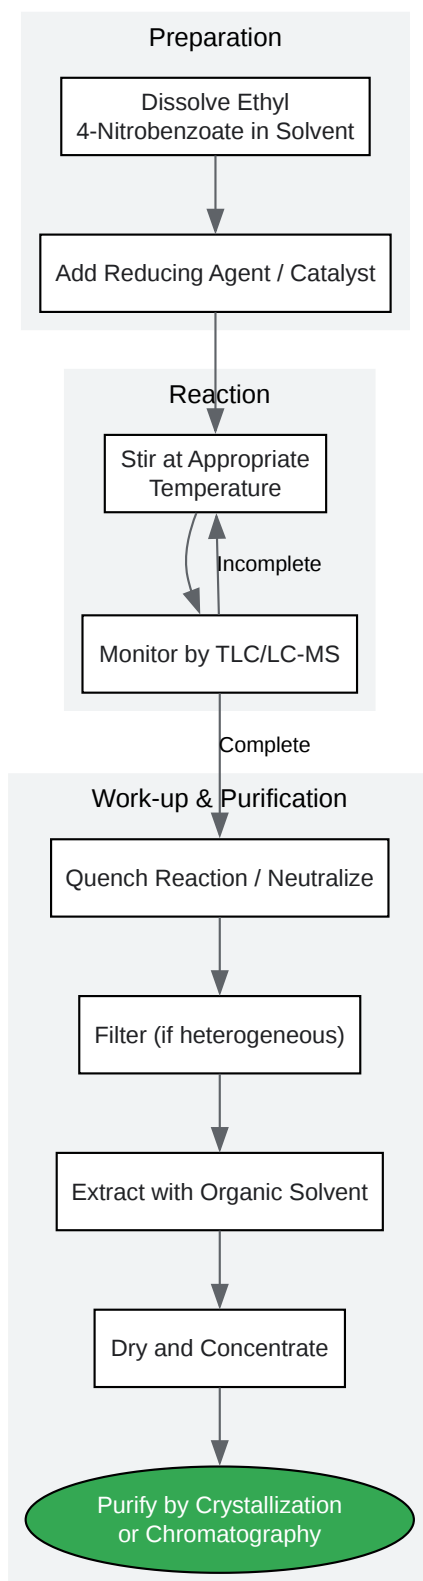 Preparation
Dissolve Ethyl
4-Nitrobenzoate in Solvent
Add Reducing Agent / Catalyst
Reaction
Stir at Appropriate
Temperature
Incomplete
Monitor by TLC/LC-MS
Complete
Work-up & Purification
Quench Reaction / Neutralize
Filter (if heterogeneous)
Extract with Organic Solvent
Dry and Concentrate
Purify by Crystallization
or Chromatography